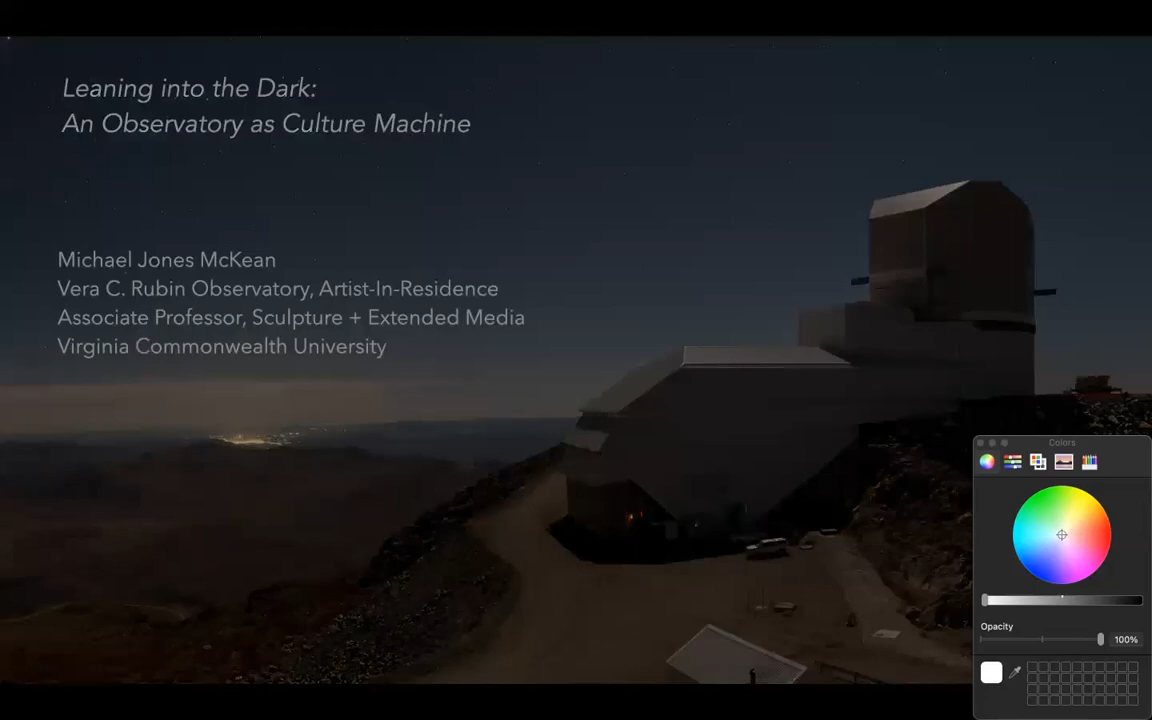 Leaning into the Dark:
An Observatory as Culture Machine
Michael Jones McKean
Vera C. Rubin Observatory, Artist-In-Residence
Associate Professor, Sculpture + Extended Media
Virginia Commonwealth University
Colors
Opacity
100%